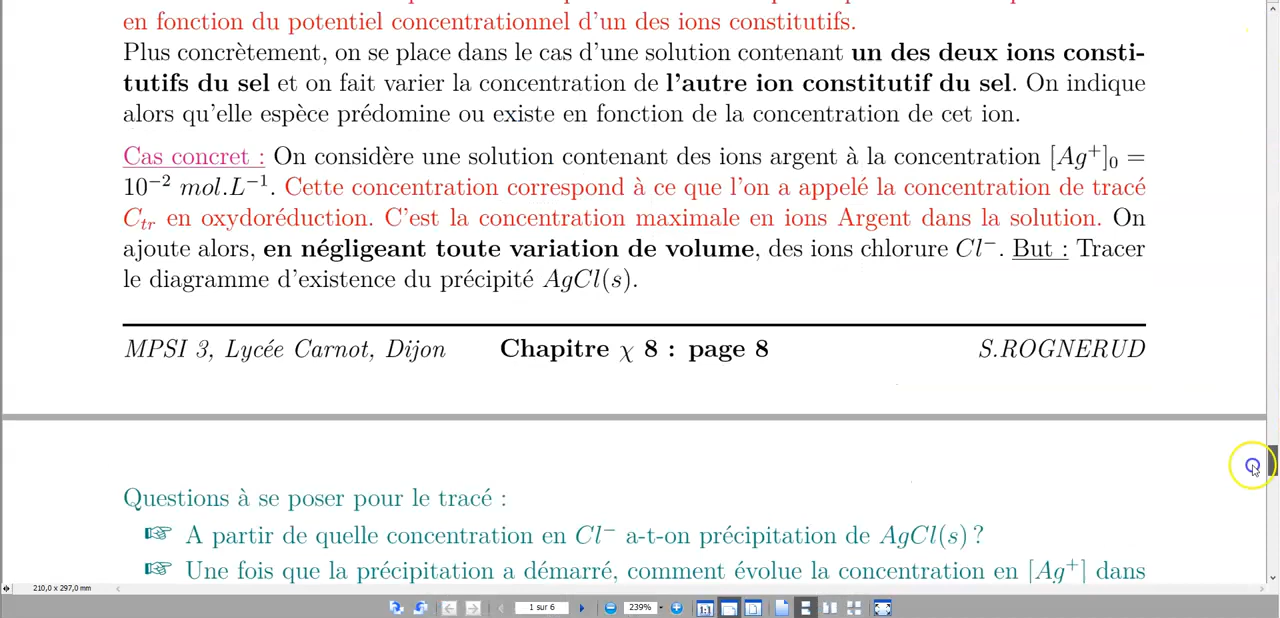 en fonction du potentiel concentrationnel d'un des ions constitutifs.
Plus concrètement, on se place dans le cas d'une solution contenant un des deux ions consti-
tutifs du sel et on fait varier la concentration de l'autre ion constitutif du sel. On indique
alors qu'elle espèce prédomine ou existe en fonction de la concentration de cet ion.
Cas concret : On considère une solution contenant des ions argent à la concentration [Ag⁺]₀ =
10⁻² mol.L⁻¹. Cette concentration correspond à ce que l'on a appelé la concentration de tracé
Cₜᵣ en oxydoréduction. C'est la concentration maximale en ions Argent dans la solution. On
ajoute alors, en négligeant toute variation de volume, des ions chlorure Cl⁻. But : Tracer
le diagramme d'existence du précipité AgCl(s).
MPSI 3, Lycée Carnot, Dijon Chapitre χ 8 : page 8 S.ROGNERUD
Questions à se poser pour le tracé :
☞ A partir de quelle concentration en Cl⁻ a-t-on précipitation de AgCl(s) ?
☞ Une fois que la précipitation a démarré, comment évolue la concentration en [Ag⁺] dans
210,0 x 297,0 mm
1 sur 6 239% 1:1